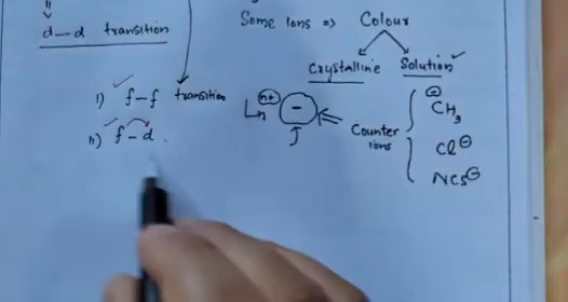 d–d transition
Some Ions ⇒ Colour
Crystalline Solution
i) f–f transition
ii) f–d.
Ln n+ –
Counter ions
CH3 ⊖
Cl⊖
NCS⊖